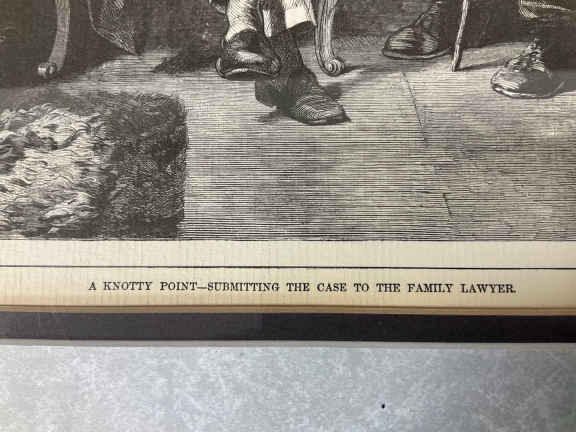 A KNOTTY POINT—SUBMITTING THE CASE TO THE FAMILY LAWYER.